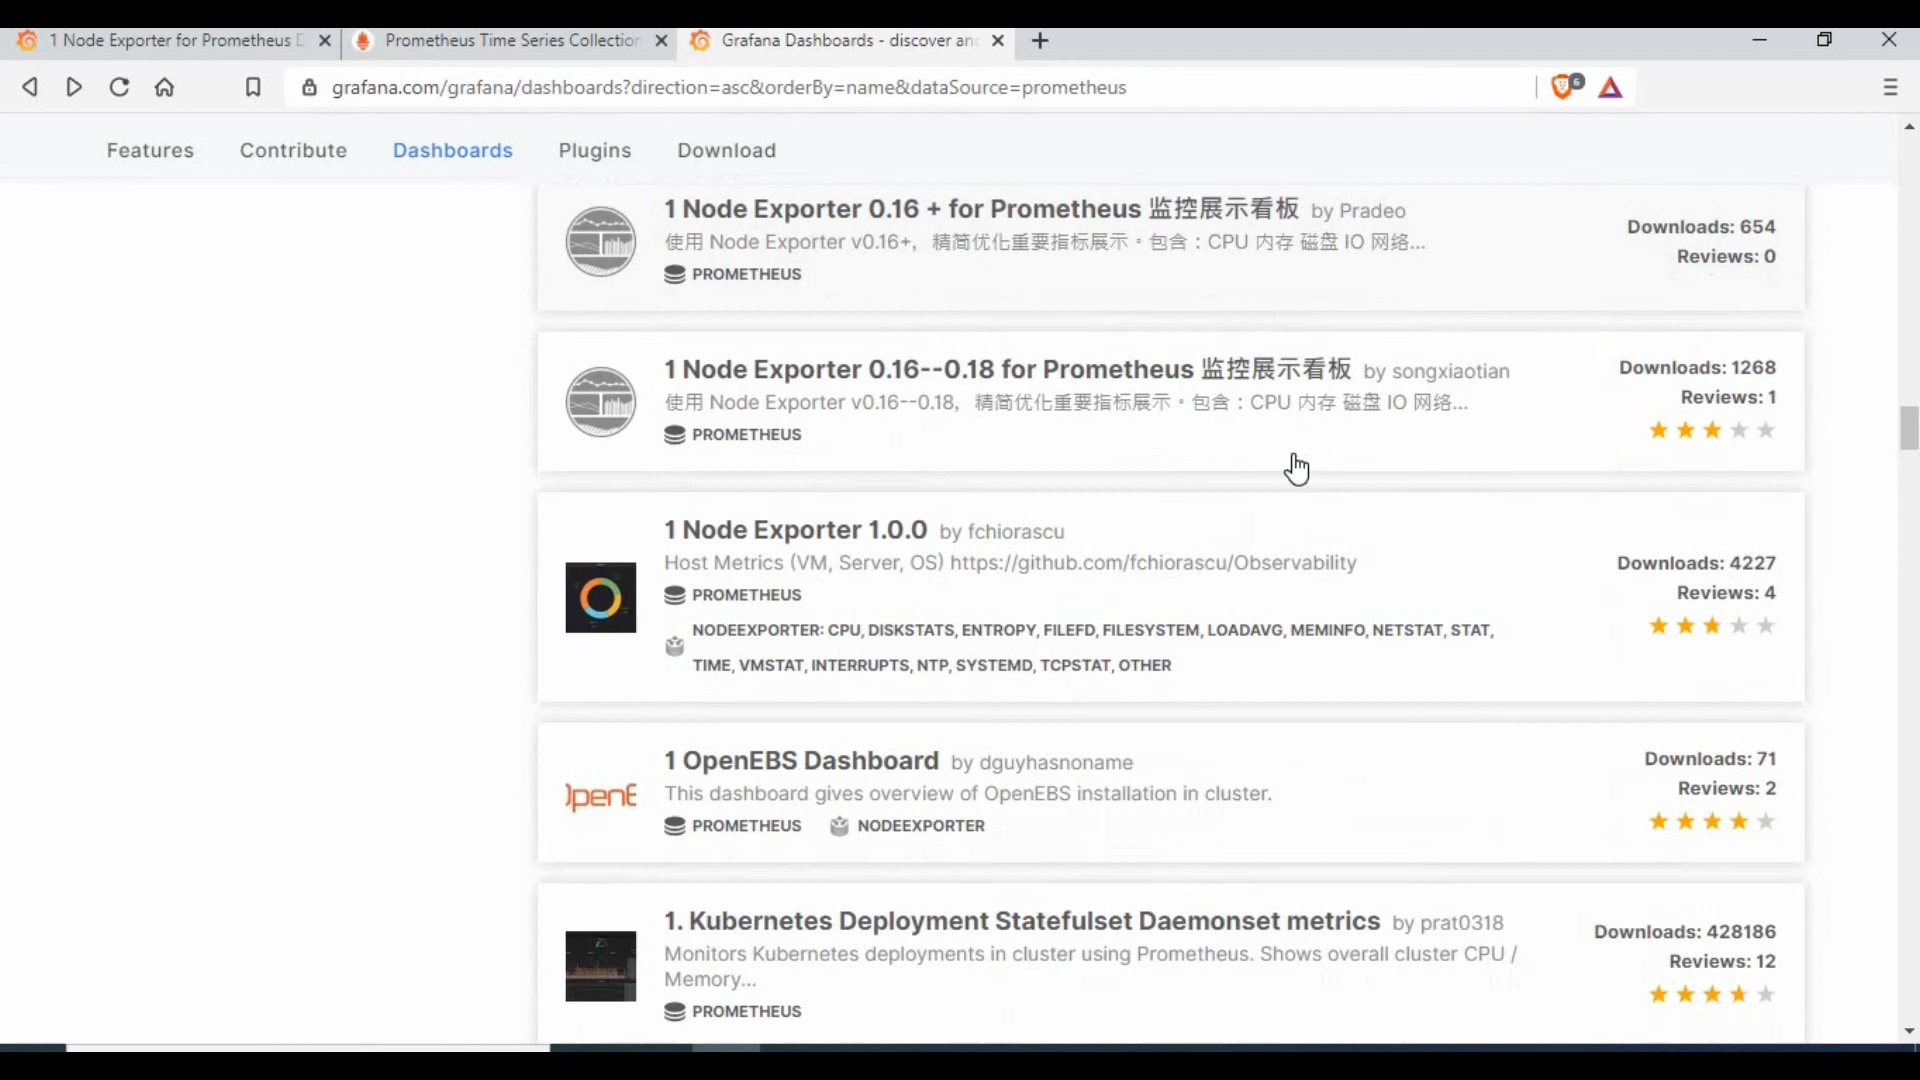 1 Node Exporter for Prometheus D
Prometheus Time Series Collection
Grafana Dashboards - discover and
grafana.com/grafana/dashboards?direction=asc&orderBy=name&dataSource=prometheus
6
Features Contribute Dashboards Plugins Download
1 Node Exporter 0.16 + for Prometheus 监控展示看板 by Pradeo
使用 Node Exporter v0.16+，精简优化重要指标展示。包含：CPU 内存 磁盘 IO 网络...
PROMETHEUS
Downloads: 654
Reviews: 0
1 Node Exporter 0.16--0.18 for Prometheus 监控展示看板 by songxiaotian
使用 Node Exporter v0.16--0.18，精简优化重要指标展示。包含：CPU 内存 磁盘 IO 网络...
PROMETHEUS
Downloads: 1268
Reviews: 1
1 Node Exporter 1.0.0 by fchiorascu
Host Metrics (VM, Server, OS) https://github.com/fchiorascu/Observability
PROMETHEUS
NODEEXPORTER: CPU, DISKSTATS, ENTROPY, FILEFD, FILESYSTEM, LOADAVG, MEMINFO, NETSTAT, STAT,
TIME, VMSTAT, INTERRUPTS, NTP, SYSTEMD, TCPSTAT, OTHER
Downloads: 4227
Reviews: 4
OpenE
1 OpenEBS Dashboard by dguyhasnoname
This dashboard gives overview of OpenEBS installation in cluster.
PROMETHEUS NODEEXPORTER
Downloads: 71
Reviews: 2
1. Kubernetes Deployment Statefulset Daemonset metrics by prat0318
Monitors Kubernetes deployments in cluster using Prometheus. Shows overall cluster CPU /
Memory...
PROMETHEUS
Downloads: 428186
Reviews: 12